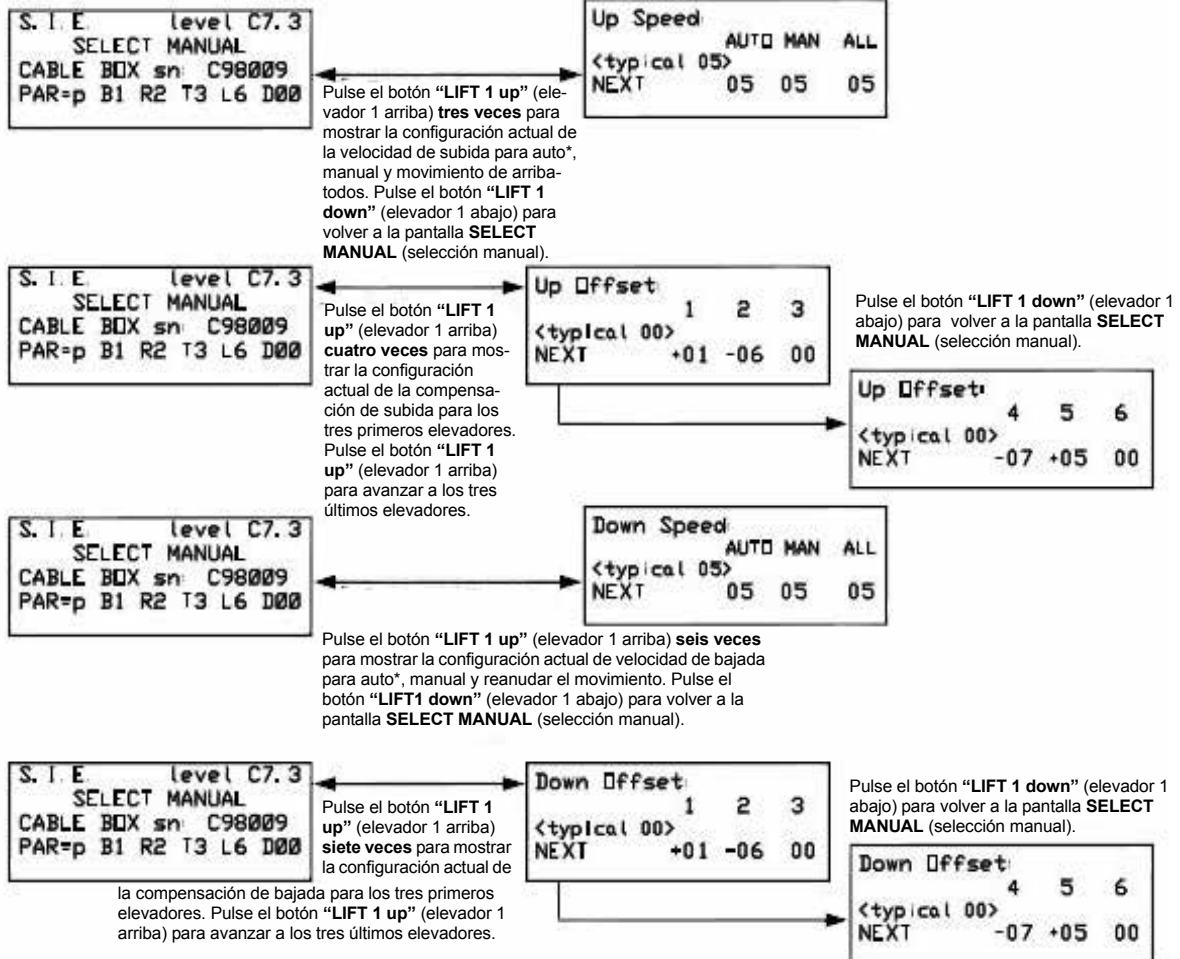 S. I. E. level C7.3
SELECT MANUAL
CABLE BOX sn: C98009
PAR=p B1 R2 T3 L6 D00
Pulse el botón “LIFT 1 up” (ele-
vador 1 arriba) tres veces para
mostrar la configuración actual de
la velocidad de subida para auto*,
manual y movimiento de arriba-
todos. Pulse el botón “LIFT 1
down” (elevador 1 abajo) para
volver a la pantalla SELECT
MANUAL (selección manual).
Up Speed:
AUTO MAN ALL
<typical 05>
NEXT 05 05 05
S. I. E. level C7.3
SELECT MANUAL
CABLE BOX sn: C98009
PAR=p B1 R2 T3 L6 D00
Pulse el botón “LIFT 1
up” (elevador 1 arriba)
cuatro veces para mos-
trar la configuración
actual de la compensa-
ción de subida para los
tres primeros elevadores.
Pulse el botón “LIFT 1
up” (elevador 1 arriba)
para avanzar a los tres
últimos elevadores.
Up Offset:
1 2 3
<typical 00>
NEXT +01 -06 00
Pulse el botón “LIFT 1 down” (elevador 1
abajo) para volver a la pantalla SELECT
MANUAL (selección manual).
Up Offset:
4 5 6
<typical 00>
NEXT -07 +05 00
S. I. E. level C7.3
SELECT MANUAL
CABLE BOX sn: C98009
PAR=p B1 R2 T3 L6 D00
Down Speed:
AUTO MAN ALL
<typical 05>
NEXT 05 05 05
Pulse el botón “LIFT 1 up” (elevador 1 arriba) seis veces
para mostrar la configuración actual de velocidad de bajada
para auto*, manual y reanudar el movimiento. Pulse el
botón “LIFT1 down” (elevador 1 abajo) para volver a la
pantalla SELECT MANUAL (selección manual).
S. I. E. level C7.3
SELECT MANUAL
CABLE BOX sn: C98009
PAR=p B1 R2 T3 L6 D00
Pulse el botón “LIFT 1
up” (elevador 1 arriba)
siete veces para mostrar
la configuración actual de
la compensación de bajada para los tres primeros
elevadores. Pulse el botón “LIFT 1 up” (elevador 1
arriba) para avanzar a los tres últimos elevadores.
Down Offset:
1 2 3
<typical 00>
NEXT +01 -06 00
Pulse el botón “LIFT 1 down” (elevador 1
abajo) para volver a la pantalla SELECT
MANUAL (selección manual).
Down Offset:
4 5 6
<typical 00>
NEXT -07 +05 00